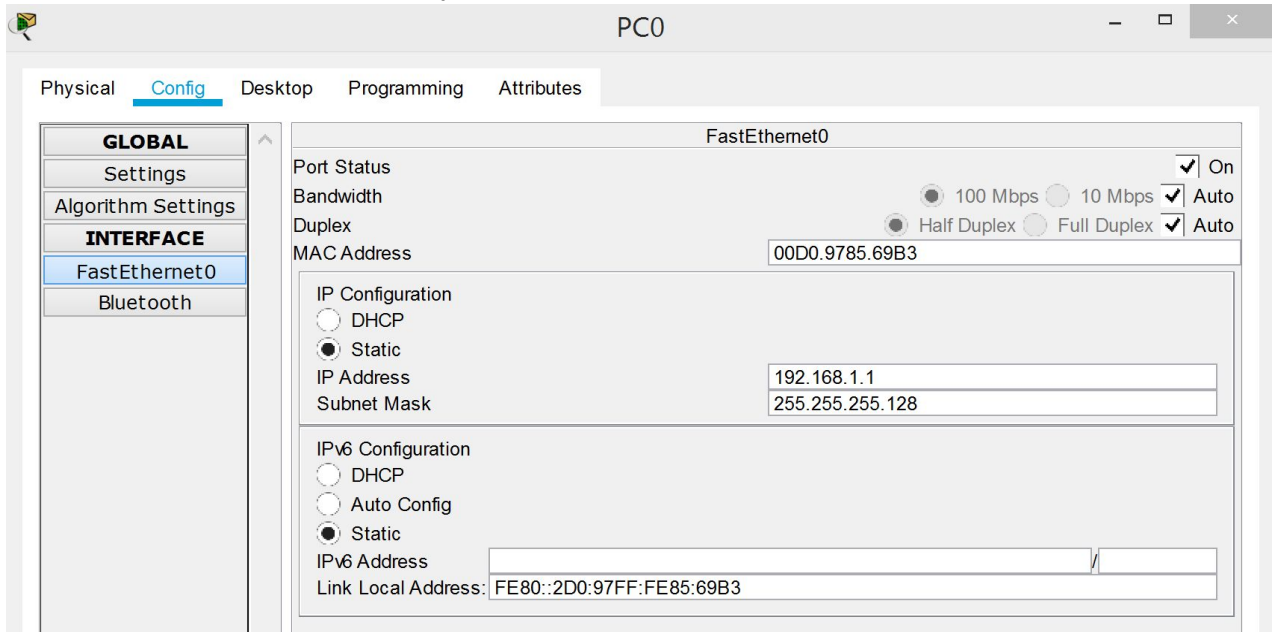 PC0
Physical Config Desktop Programming Attributes
GLOBAL
Settings
Algorithm Settings
INTERFACE
FastEthernet0
Bluetooth
FastEthernet0
Port Status On
Bandwidth 100 Mbps 10 Mbps Auto
Duplex Half Duplex Full Duplex Auto
MAC Address 00D0.9785.69B3
IP Configuration
DHCP
Static
IP Address 192.168.1.1
Subnet Mask 255.255.255.128
IPv6 Configuration
DHCP
Auto Config
Static
IPv6 Address /
Link Local Address: FE80::2D0:97FF:FE85:69B3